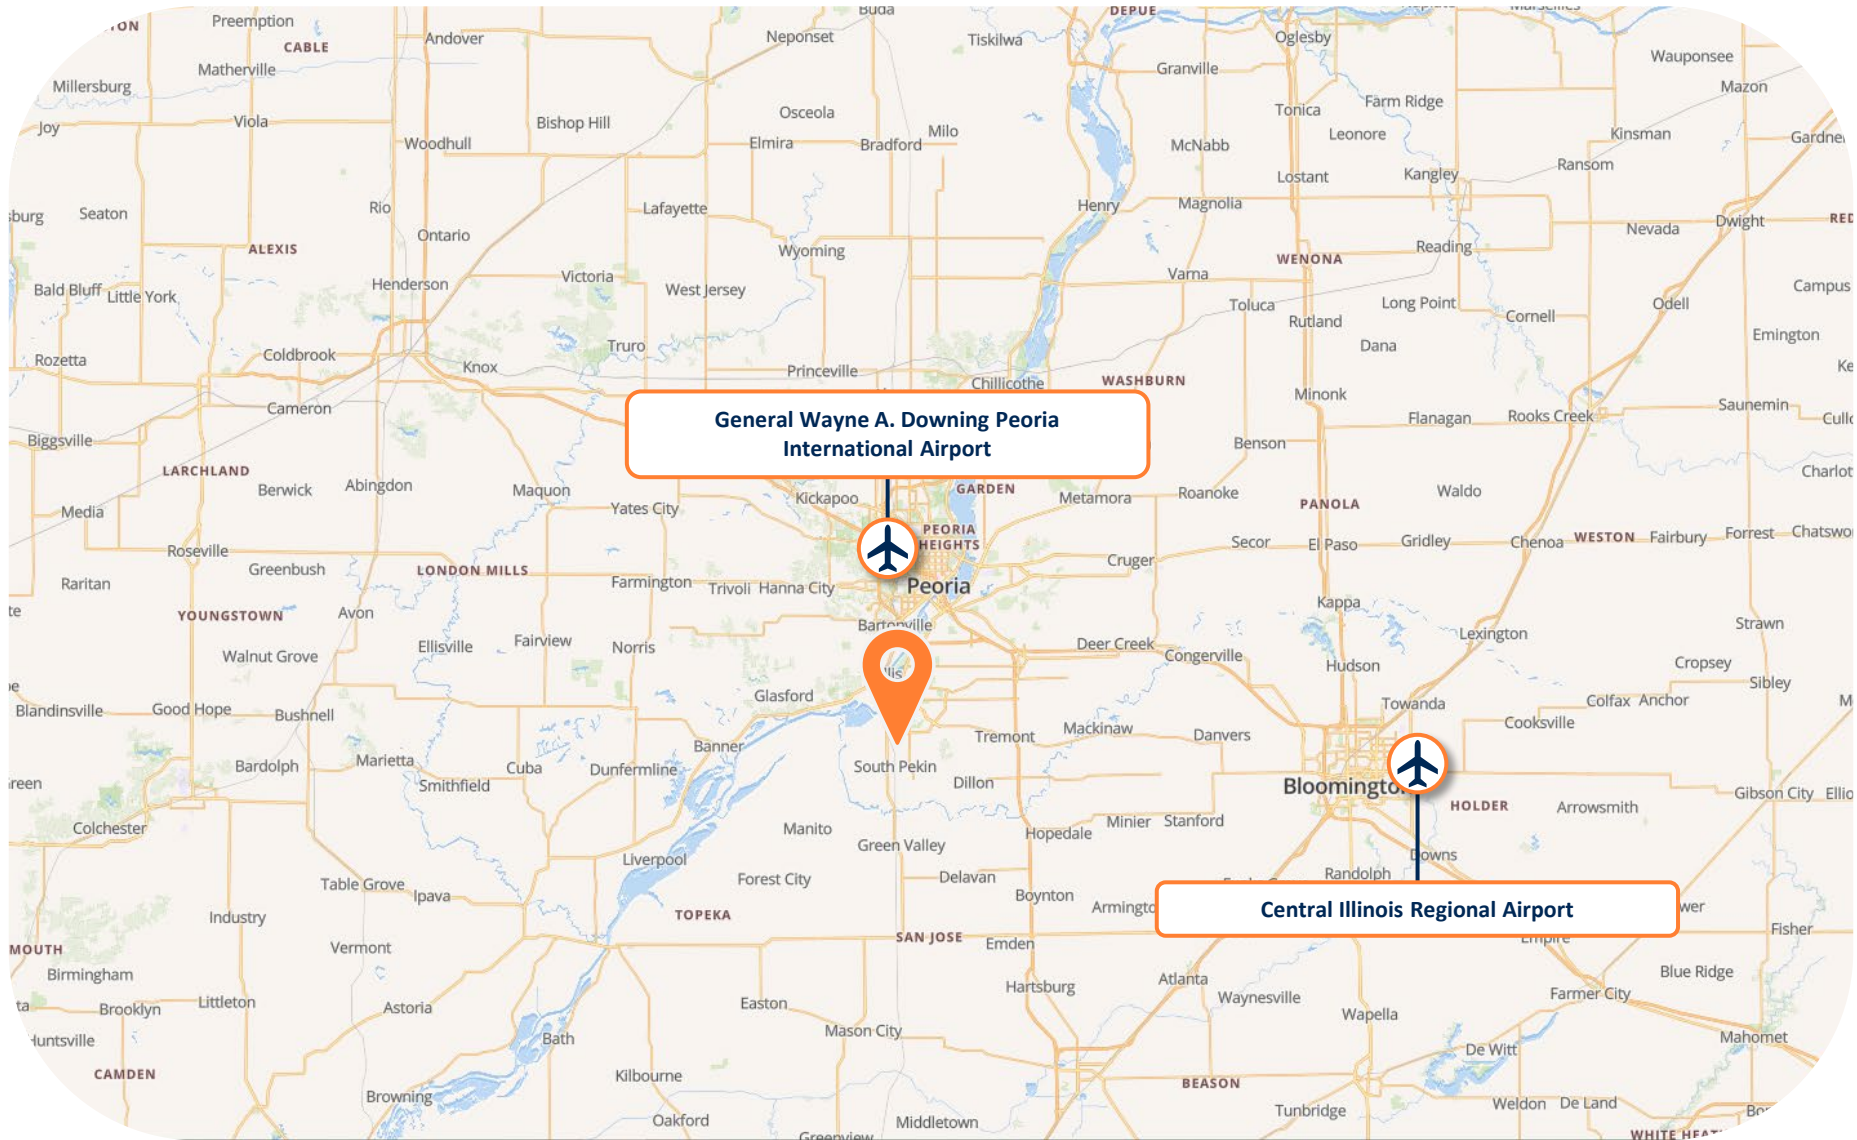 Buda
DEPUE
Preemption
CABLE
Andover
Neponset
Tiskilwa
Oglesby
Wauponsee
Matherville
Granville
Millersburg
Mazon
Joy
Viola
Bishop Hill
Osceola
Milo
Tonica
Farm Ridge
Leonore
Kinsman
Woodhull
Elmira
Bradford
McNabb
Ransom
Lostant
Kangley
Seaton
Rio
Lafayette
Henry
Magnolia
Dwight
Nevada
Ontario
ALEXIS
Wyoming
WENONA
Reading
Bald Bluff
Little York
Henderson
Victoria
West Jersey
Varna
Toluca
Long Point
Odell
Campus
Rutland
Cornell
Emington
Rozetta
Coldbrook
Knox
Truro
Princeville
Chillicothe
WASHBURN
Dana
Minonk
Cameron
Flanagan
Rooks Creek
Saunemin
General Wayne A. Downing Peoria
International Airport
Biggsville
Benson
LARCHLAND
Berwick
Abingdon
Maquon
Kickapoo
GARDEN
Metamora
Roanoke
Waldo
PANOLA
Media
Yates City
PEORIA
HEIGHTS
Roseville
Secor
El Paso
Gridley
Chenoa
WESTON
Fairbury
Forrest
Greenbush
LONDON MILLS
Cruger
Raritan
Farmington
Trivoli
Hanna City
Peoria
YOUNGSTOWN
Avon
Bartonville
Kappa
Strawn
Ellisville
Fairview
Norris
Deer Creek
Congerville
Lexington
Walnut Grove
Hudson
Cropsey
Sibley
Glasford
Blandinsville
Good Hope
Bushnell
Towanda
Colfax
Anchor
Cooksville
Banner
Tremont
Mackinaw
Danvers
Bardolph
Marietta
Cuba
Dunfermline
South Pekin
Dillon
Smithfield
Bloomingto
HOLDER
Arrowsmith
Gibson City
Colchester
Manito
Hopedale
Minier
Stanford
Green Valley
Liverpool
Downs
Table Grove
Ipava
Forest City
Delavan
Boynton
Randolph
Industry
TOPEKA
Central Illinois Regional Airport
SAN JOSE
Emden
Fisher
Vermont
Birmingham
Hartsburg
Atlanta
Waynesville
Blue Ridge
Farmer City
Brooklyn
Littleton
Astoria
Easton
Wapella
Mason City
Bath
De Witt
Mahomet
CAMDEN
Kilbourne
BEASON
Browning
Oakford
Middletown
Tunbridge
Weldon
De Land